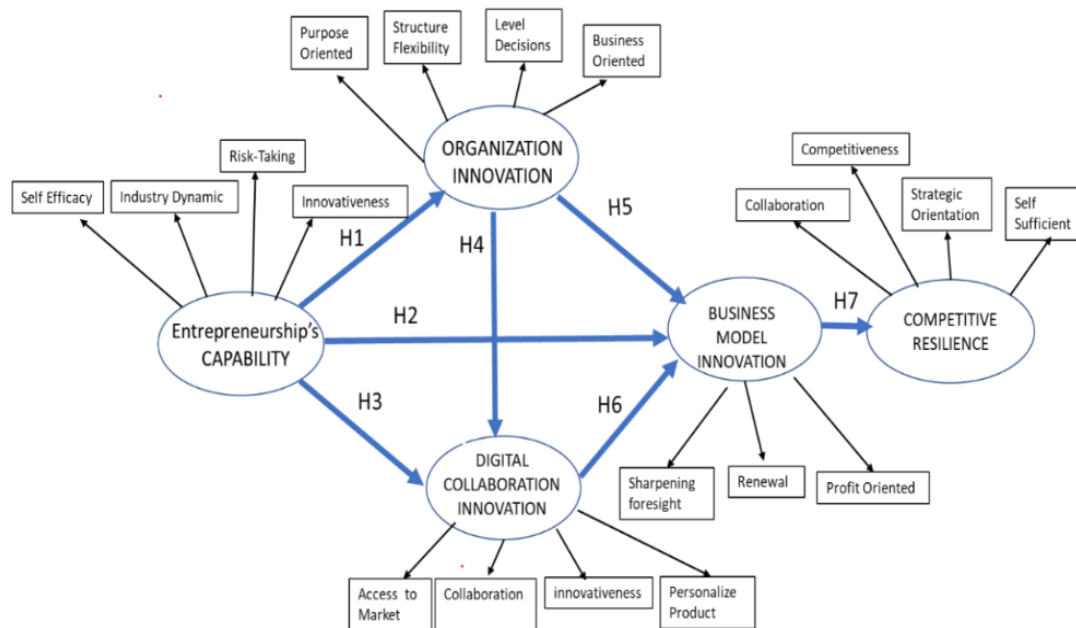 Purpose
Oriented
Structure
Flexibility
Level
Decisions
Business
Oriented
ORGANIZATION
INNOVATION
Self Efficacy
Industry Dynamic
Risk-Taking
Innovativeness
Competitiveness
Collaboration
Strategic
Orientation
Self
Sufficient
H1
H4
H5
H2
H7
H3
H6
Entrepreneurship's
CAPABILITY
BUSINESS
MODEL
INNOVATION
COMPETITIVE
RESILIENCE
DIGITAL
COLLABORATION
INNOVATION
Sharpening
foresight
Renewal
Profit Oriented
Access to
Market
Collaboration
innovativeness
Personalize
Product